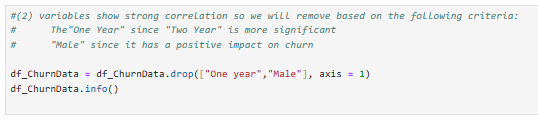 #(2) variables show strong correlation so we will remove based on the following criteria:
#      The"One Year" since "Two Year" is more significant
#      "Male" since it has a positive impact on churn
df_ChurnData = df_ChurnData.drop(["One year","Male"], axis = 1)
df_ChurnData.info()